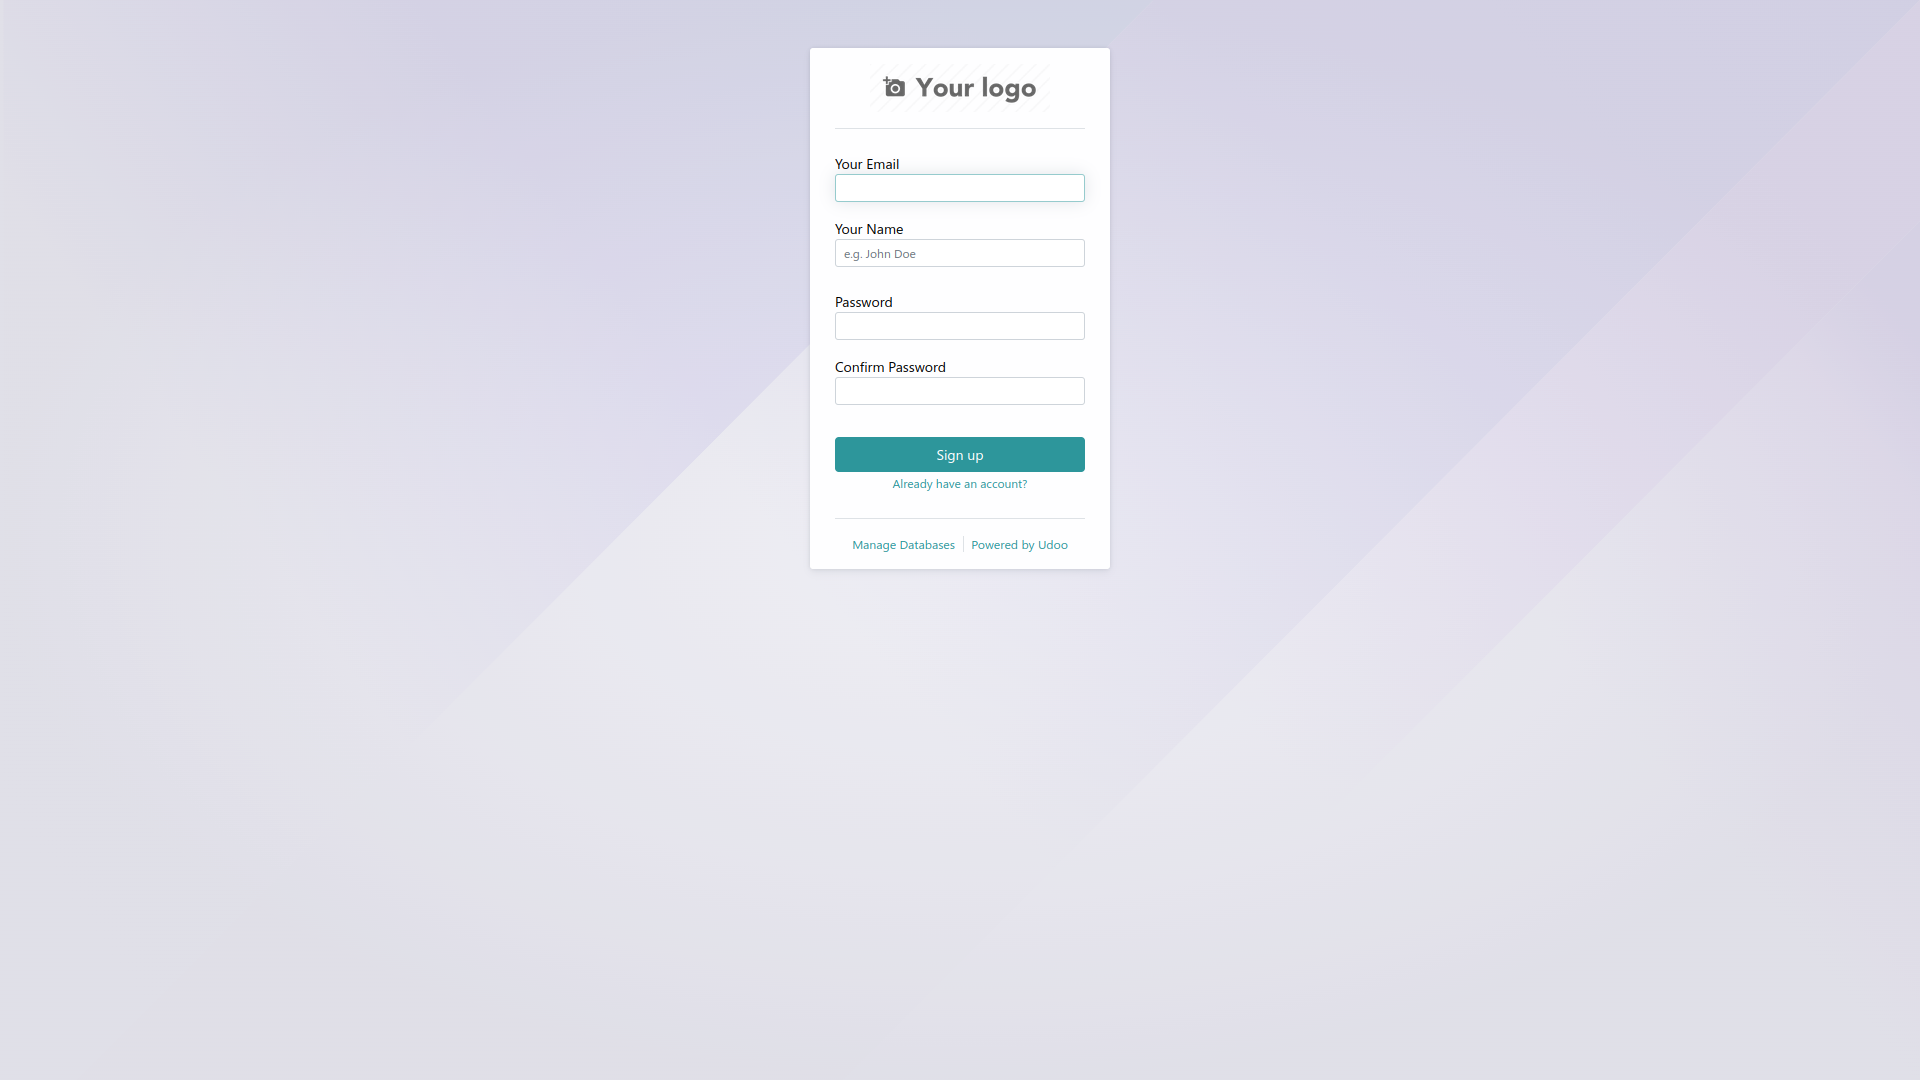 Your logo
Your Email
Your Name
e.g. John Doe
Password
Confirm Password
Sign up
Already have an account?
Manage Databases
Powered by Udoo